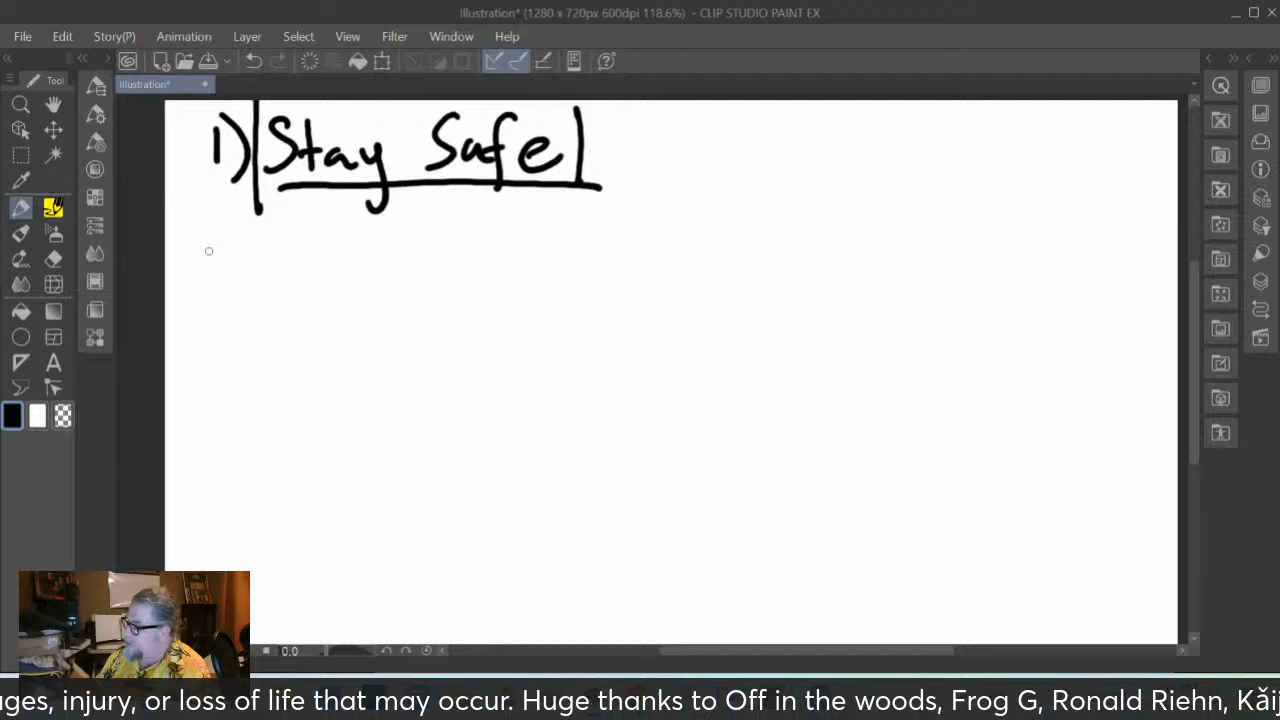 Illustration* (1280 x 720px 600dpi 118.6%) - CLIP STUDIO PAINT EX
File Edit Story(P) Animation Layer Select View Filter Window Help
Tool
Illustration*
1) Stay Safe
A
0.0
ages, injury, or loss of life that may occur. Huge thanks to Off in the woods, Frog G, Ronald Riehn, Kǎij